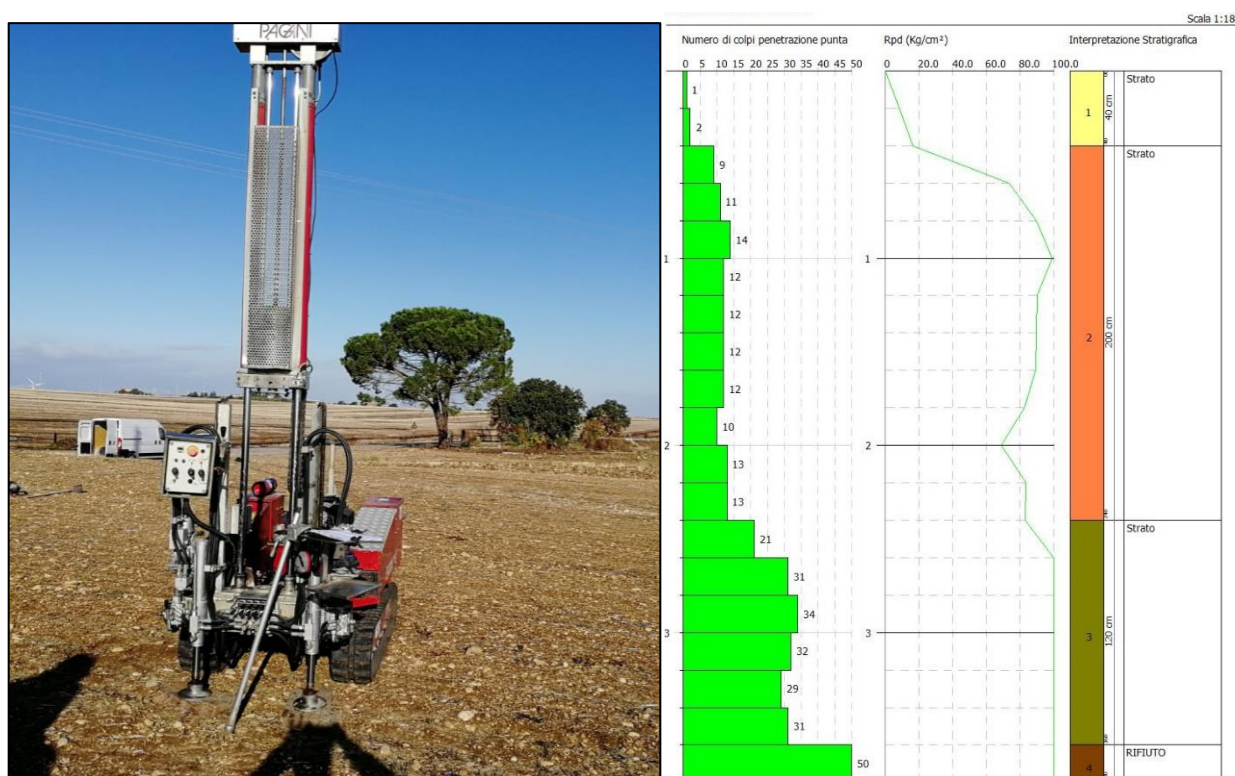 PAGANI
Scala 1:18
Numero di colpi penetrazione punta Rpd (Kg/cm²) Interpretazione Stratigrafica
0 5 10 15 20 25 30 35 40 45 50 0 20.0 40.0 60.0 80.0 100.0
1
2
9
11
14
12
12
12
12
10
13
13
21
31
34
32
29
31
50
1
2
3
1
2
3
1
40 cm
Strato
2
200 cm
Strato
3
120 cm
Strato
4
RIFIUTO